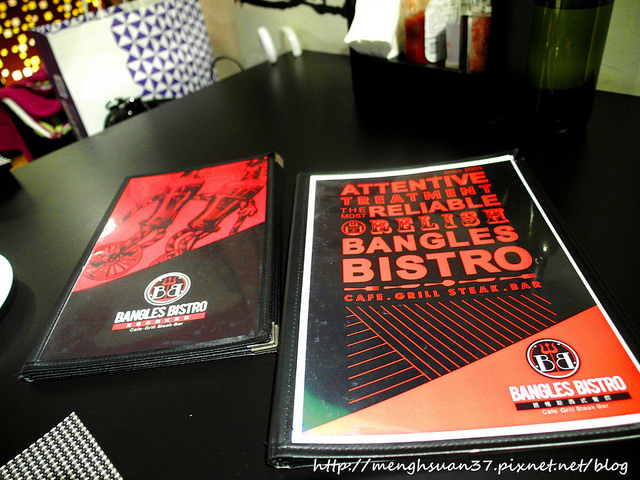 BB
BANGLES BISTRO
Cafe·Grill Steak·Bar
ATTENTIVE
TREATMENT
THE MOST RELIABLE
RELISH
BANGLES
BISTRO
CAFE·GRILL STEAK·BAR
BB
BANGLES BISTRO
Cafe·Grill Steak·Bar
http://menghsuan37.pixnet.net/blog